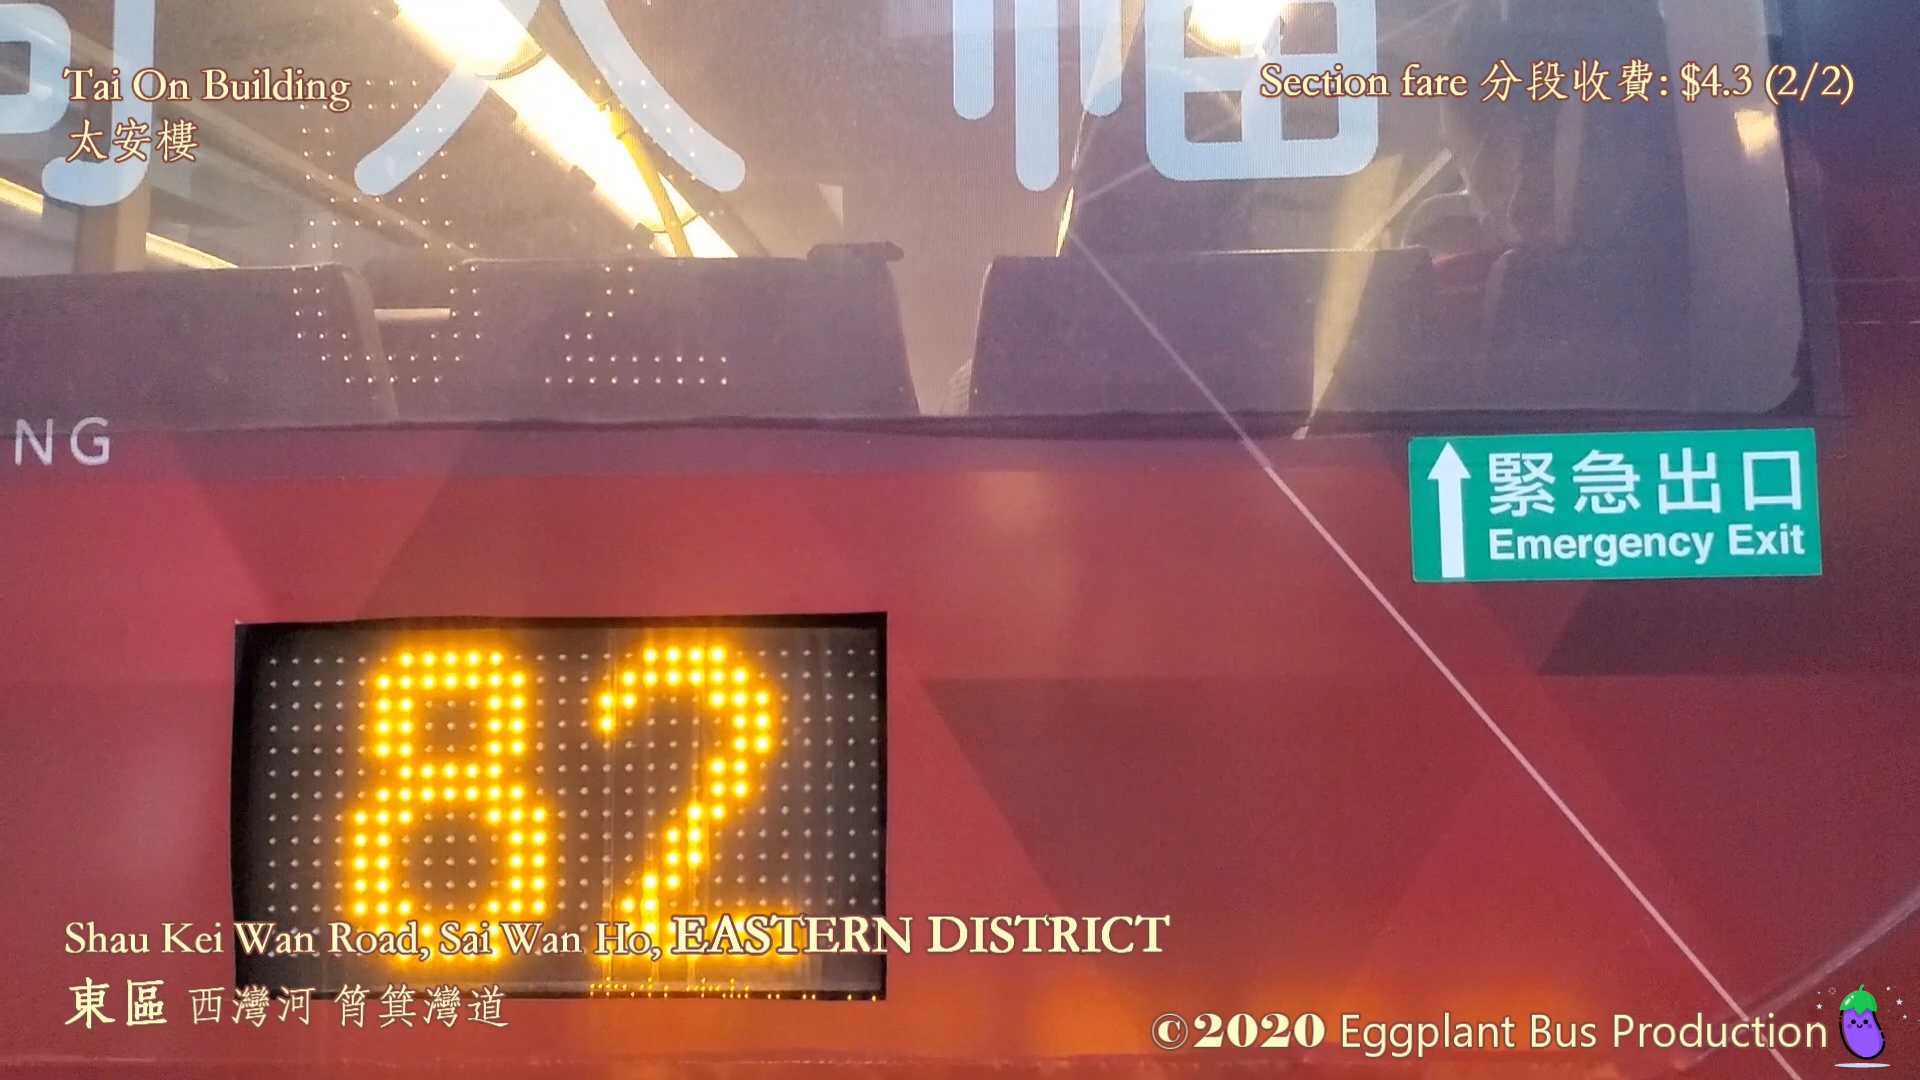 Tai On Building
太安樓
Section fare 分段收費: $4.3 (2/2)
NG
緊急出口
Emergency Exit
82
Shau Kei Wan Road, Sai Wan Ho, EASTERN DISTRICT
東區 西灣河 筲箕灣道
©2020 Eggplant Bus Production